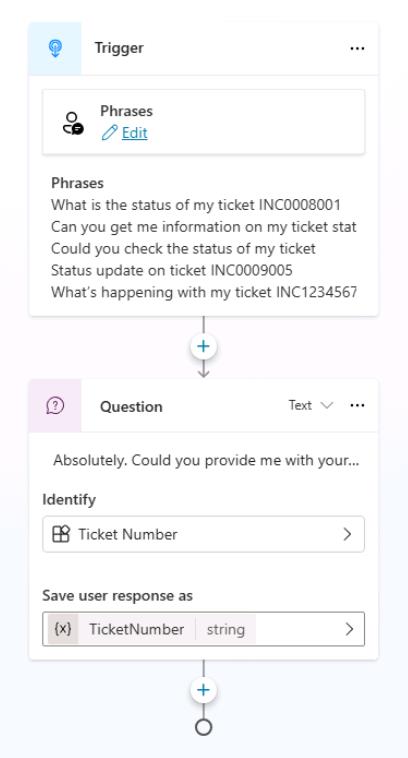 Trigger
Phrases
Edit
Phrases
What is the status of my ticket INC0008001
Can you get me information on my ticket stat
Could you check the status of my ticket
Status update on ticket INC0009005
What's happening with my ticket INC1234567
Question
Text
Absolutely. Could you provide me with your...
Identify
Ticket Number
Save user response as
{x} TicketNumber string